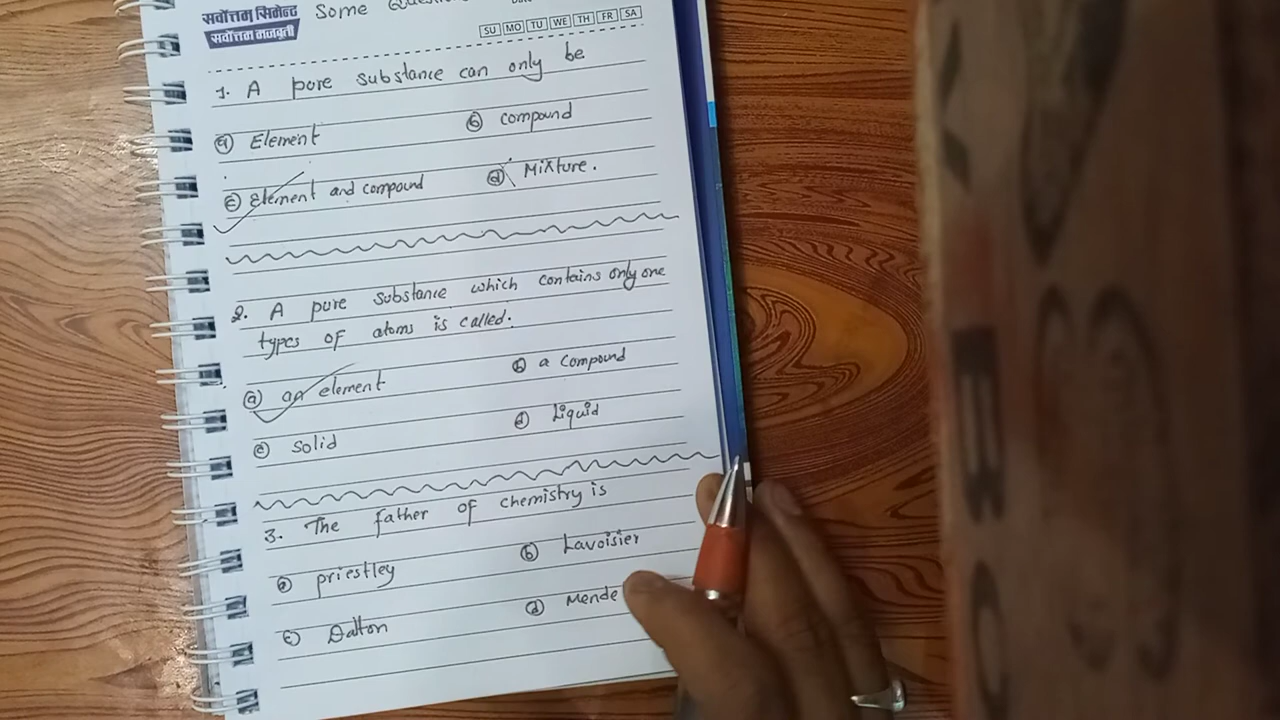 सर्वोत्तम सिमेन्ट
सर्वोत्तम मजबुती
Some
SU MO TU WE TH FR SA
1. A pore substance can only be
a Element
b compound
c Element and compound
d Mixture.
2. A pure substance which contains only one
types of atoms is called.
a an element
b a compound
c solid
d Liquid
3. The father of chemistry is
a priestley
b Lavoisier
c Dalton
d Mende